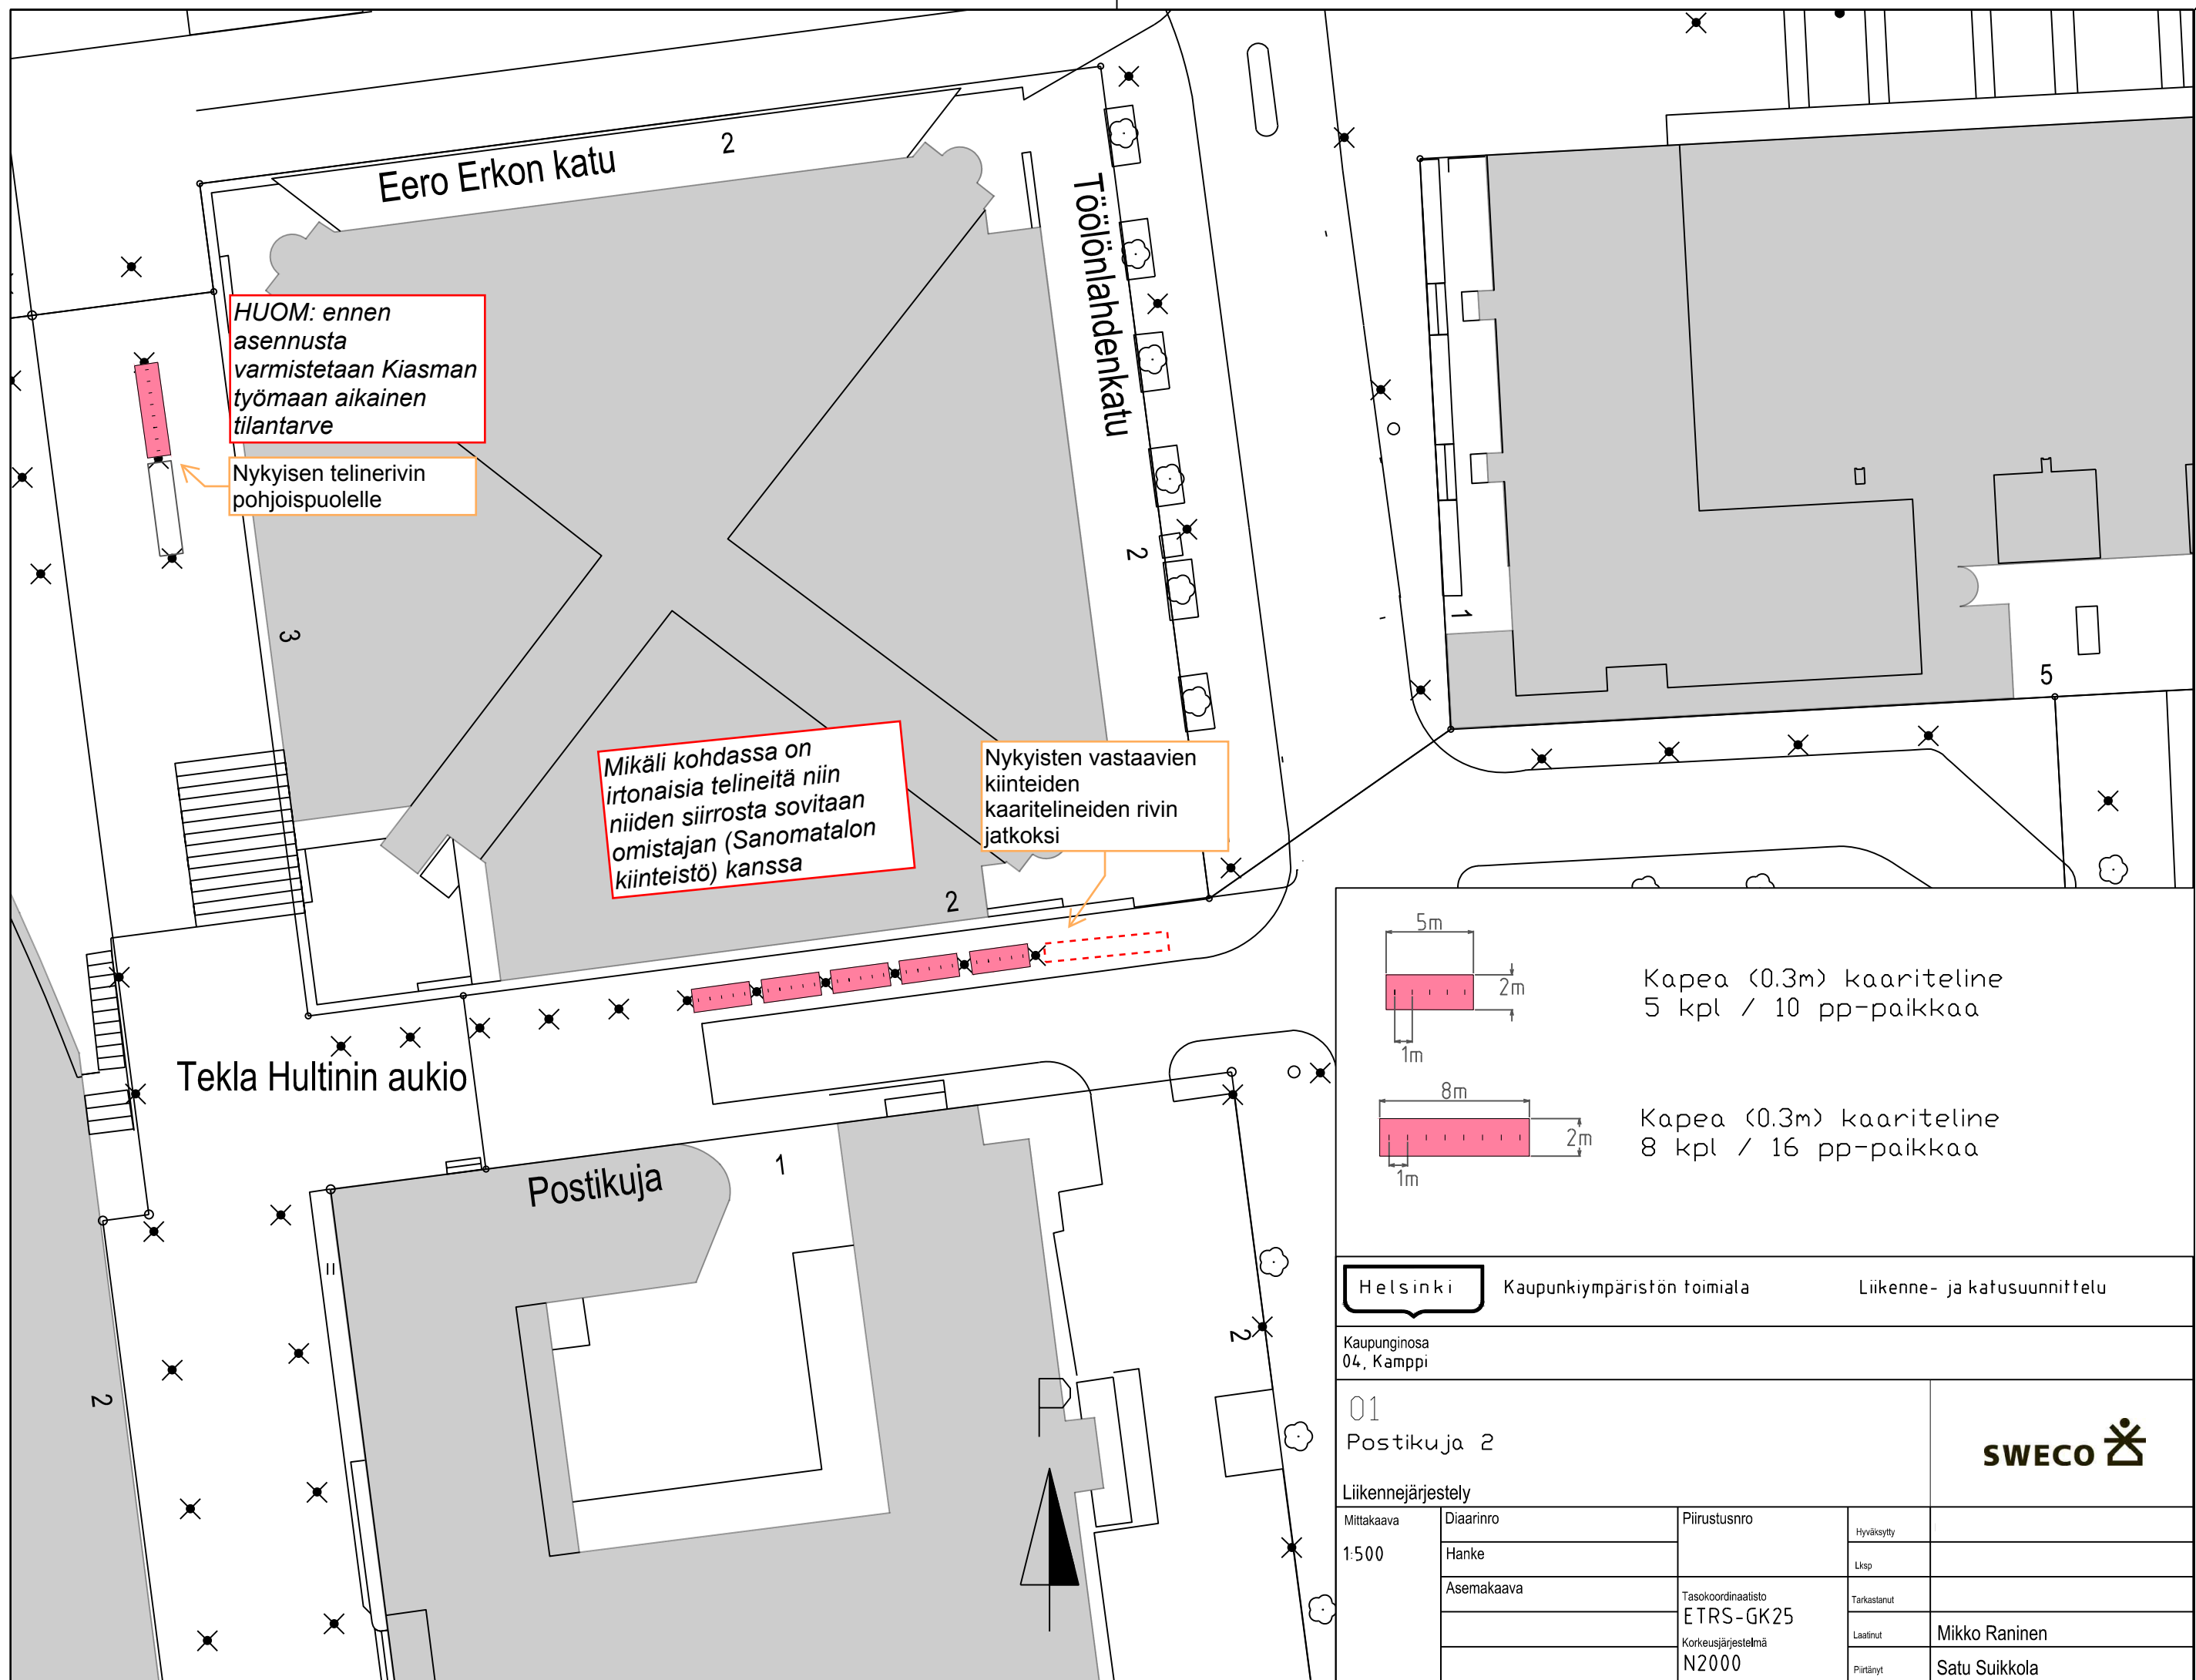 Eero Erkon katu
2
Töölönlahdenkatu
HUOM: ennen
asennusta
varmistetaan Kiasman
työmaan aikainen
tilantarve
Nykyisen telinerivin
pohjoispuolelle
2
3
1
5
Mikäli kohdassa on
irtonaisia telineitä niin
niiden siirrosta sovitaan
omistajan (Sanomatalon
kiinteistö) kanssa
Nykyisten vastaavien
kiinteiden
kaaritelineiden rivin
jatkoksi
2
Tekla Hultinin aukio
Postikuja
1
2
2
P
5m
2m
1m
Kapea (0.3m) kaariteline
5 kpl / 10 pp-paikkaa
8m
2m
1m
Kapea (0.3m) kaariteline
8 kpl / 16 pp-paikkaa
Helsinki
Kaupunkiympäristön toimiala
Liikenne- ja katusuunnittelu
Kaupunginosa
04, Kamppi
01
Postikuja 2
Liikennejärjestely
SWECO
Mittakaava
1:500
Diaarinro
Hanke
Asemakaava
Piirustusnro
Tasokoordinaatisto
ETRS-GK25
Korkeusjärjestelmä
N2000
Hyväksytty
Lksp
Tarkastanut
Laatinut
Mikko Raninen
Piirtänyt
Satu Suikkola